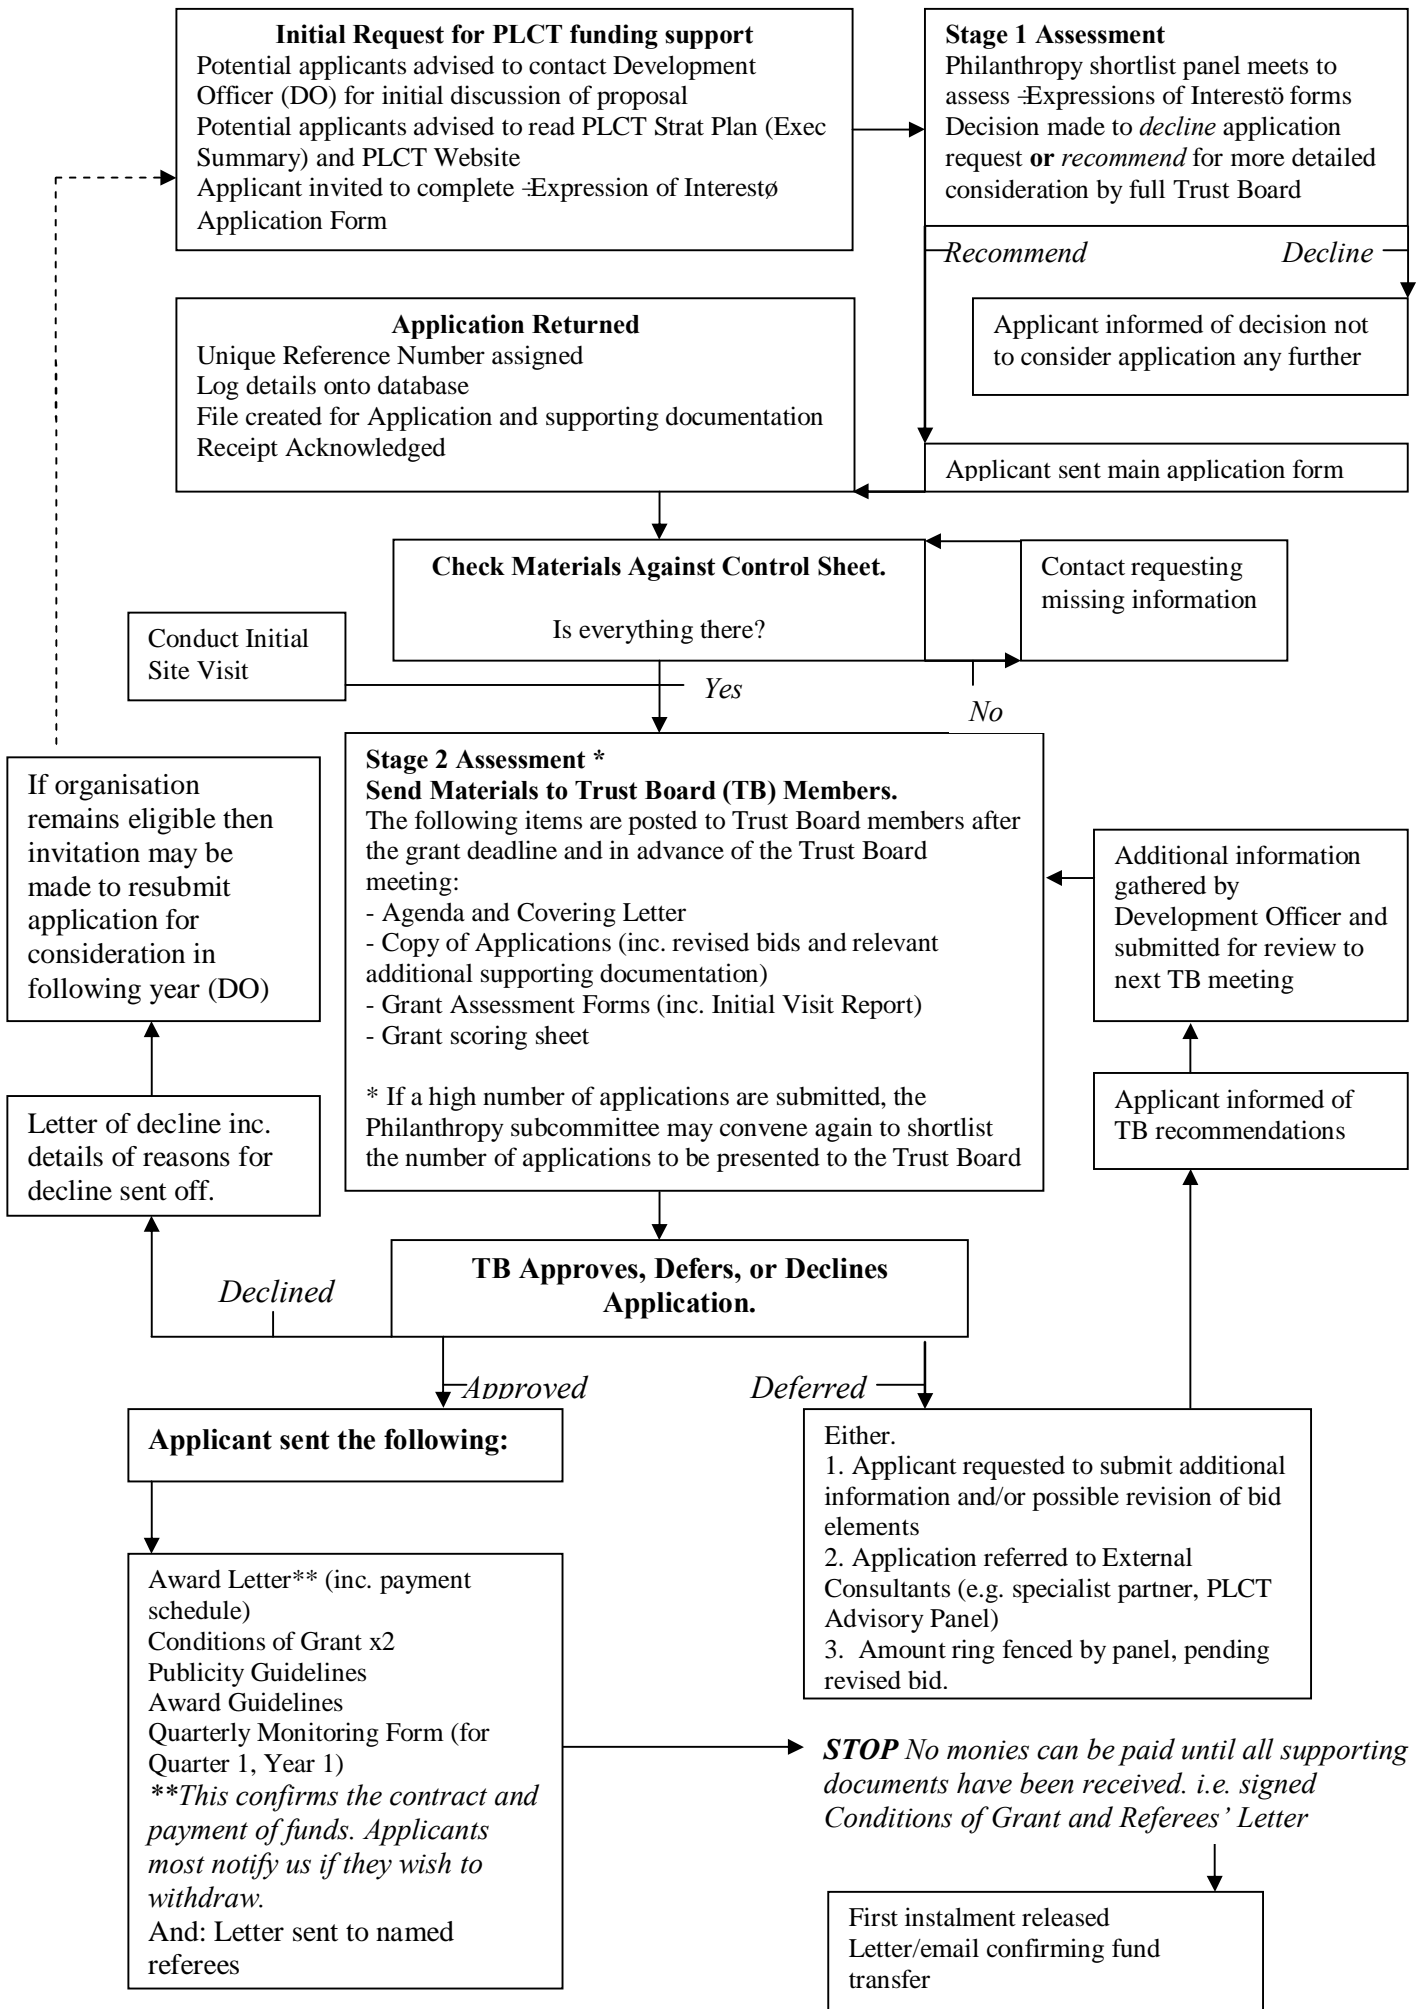 Initial Request for PLCT funding support
Potential applicants advised to contact Development
Officer (DO) for initial discussion of proposal
Potential applicants advised to read PLCT Strat Plan (Exec
Summary) and PLCT Website
Applicant invited to complete ÷Expression of Interestø
Application Form
Stage 1 Assessment
Philanthropy shortlist panel meets to
assess ÷Expressions of Interestö forms
Decision made to decline application
request or recommend for more detailed
consideration by full Trust Board
Recommend
Decline
Applicant informed of decision not
to consider application any further
Application Returned
Unique Reference Number assigned
Log details onto database
File created for Application and supporting documentation
Receipt Acknowledged
Applicant sent main application form
Check Materials Against Control Sheet.
Is everything there?
Contact requesting
missing information
Conduct Initial
Site Visit
Yes
No
Stage 2 Assessment *
Send Materials to Trust Board (TB) Members.
The following items are posted to Trust Board members after
the grant deadline and in advance of the Trust Board
meeting:
- Agenda and Covering Letter
- Copy of Applications (inc. revised bids and relevant
additional supporting documentation)
- Grant Assessment Forms (inc. Initial Visit Report)
- Grant scoring sheet
* If a high number of applications are submitted, the
Philanthropy subcommittee may convene again to shortlist
the number of applications to be presented to the Trust Board
If organisation
remains eligible then
invitation may be
made to resubmit
application for
consideration in
following year (DO)
Additional information
gathered by
Development Officer and
submitted for review to
next TB meeting
Letter of decline inc.
details of reasons for
decline sent off.
Applicant informed of
TB recommendations
TB Approves, Defers, or Declines
Application.
Declined
Approved
Deferred
Applicant sent the following:
Either.
1. Applicant requested to submit additional
information and/or possible revision of bid
elements
2. Application referred to External
Consultants (e.g. specialist partner, PLCT
Advisory Panel)
3. Amount ring fenced by panel, pending
revised bid.
Award Letter** (inc. payment
schedule)
Conditions of Grant x2
Publicity Guidelines
Award Guidelines
Quarterly Monitoring Form (for
Quarter 1, Year 1)
**This confirms the contract and
payment of funds. Applicants
most notify us if they wish to
withdraw.
And: Letter sent to named
referees
STOP No monies can be paid until all supporting
documents have been received. i.e. signed
Conditions of Grant and Referees' Letter
First instalment released
Letter/email confirming fund
transfer